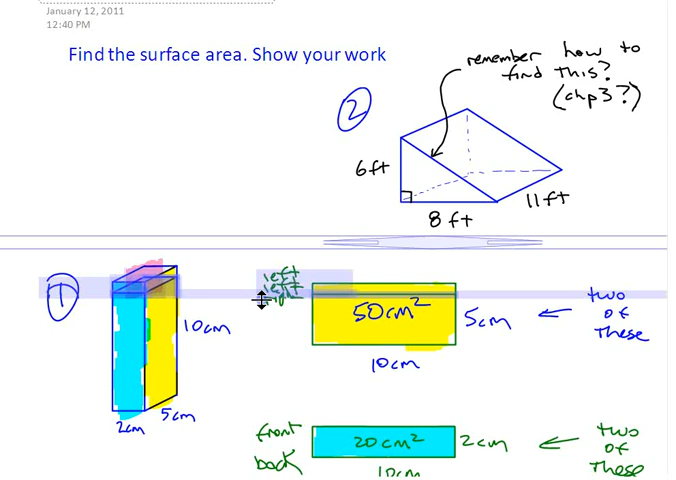 January 12, 2011
12:40 PM
Find the surface area. Show your work
remember how to
find this?
(chp3?)
2
6ft
8 ft
11ft
1
left
left
right
50cm²
5cm
10cm
two
of
These
10cm
5cm
2cm
front
back
20cm²
2cm
10cm
two
of
These